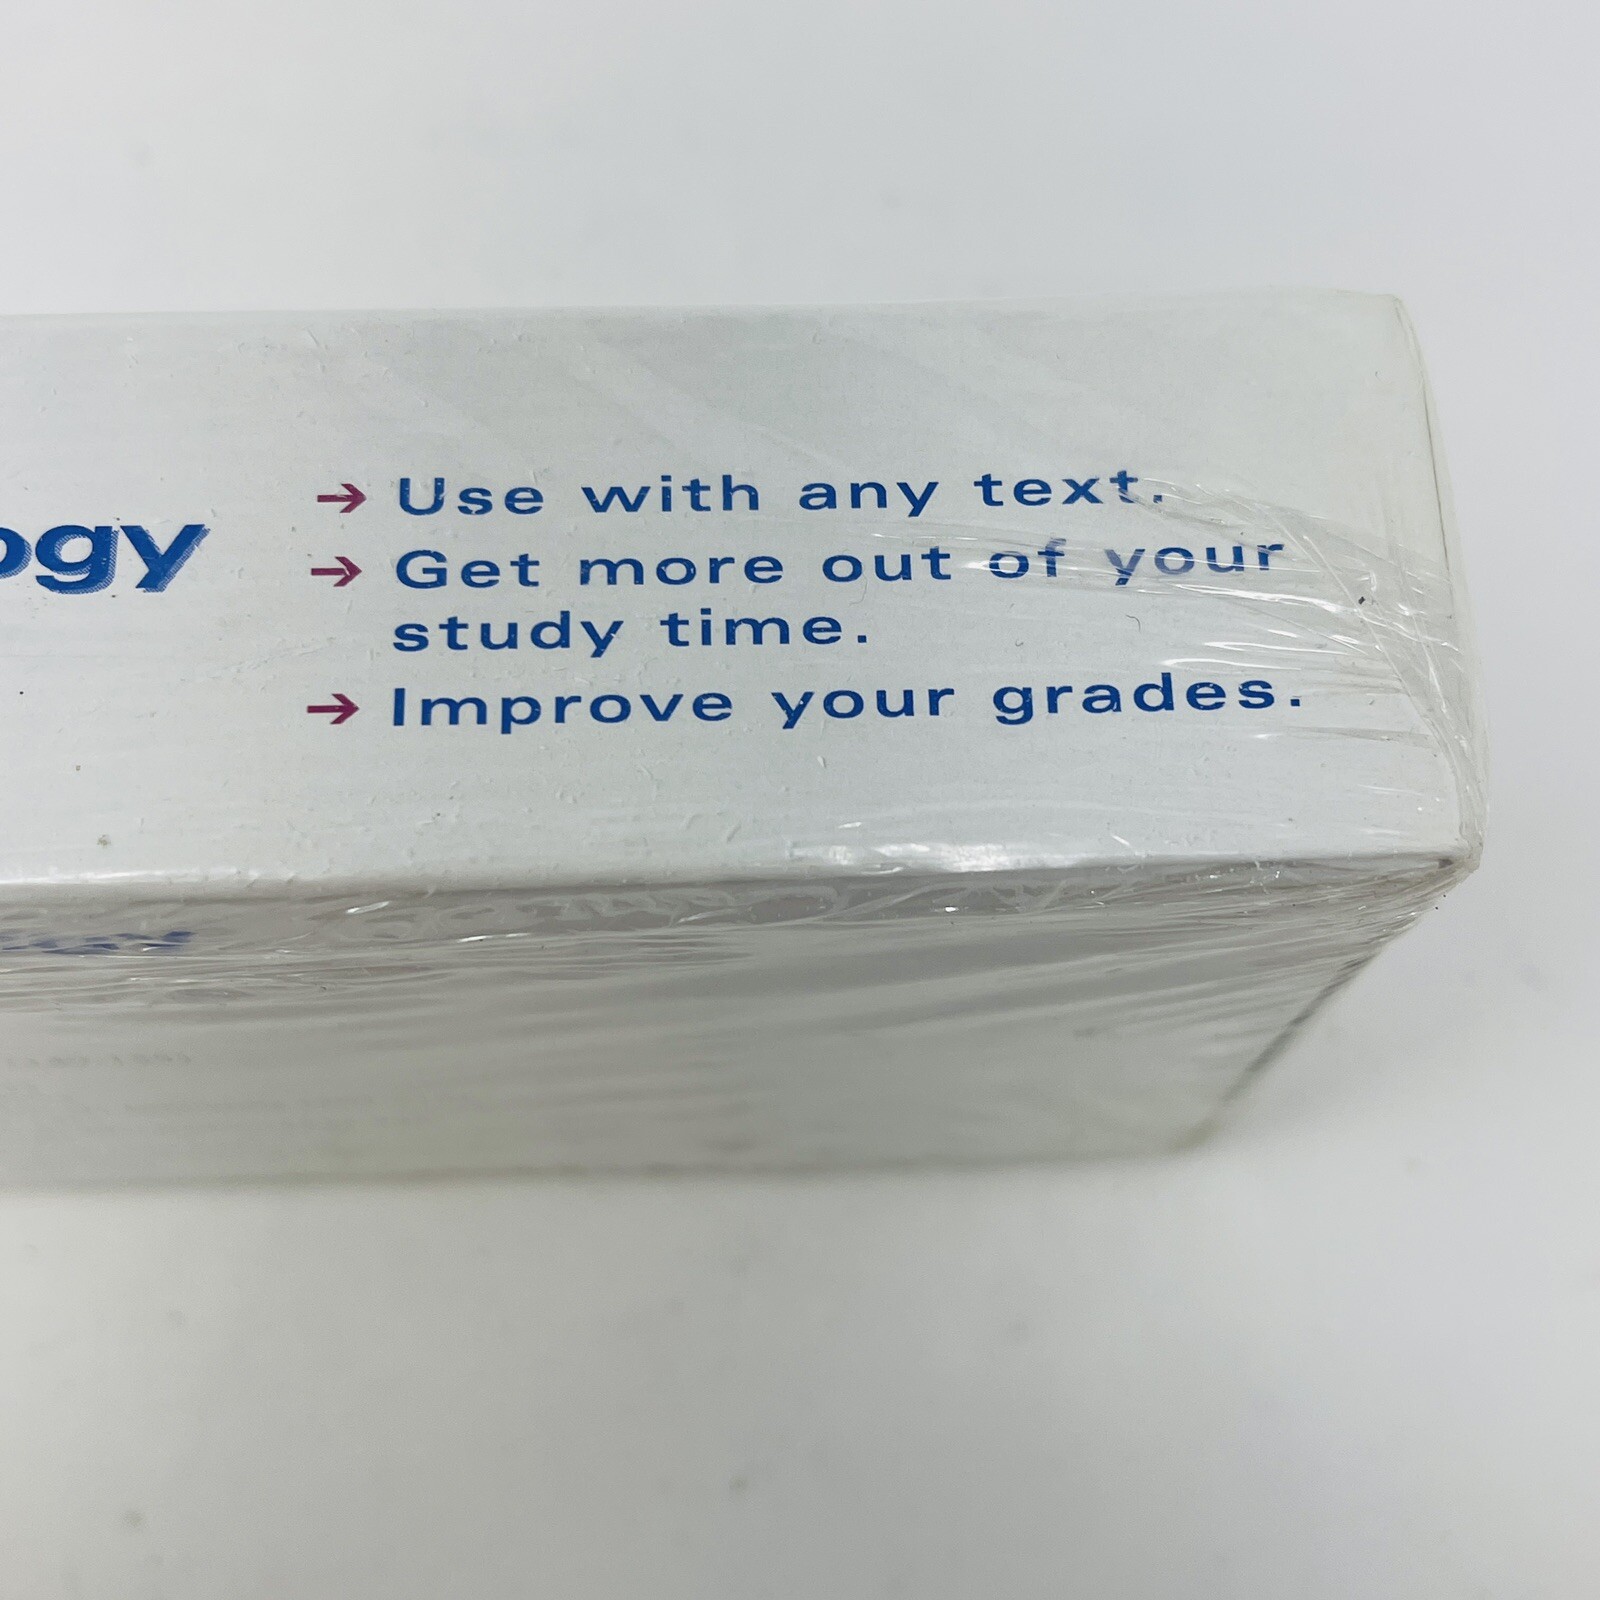 ogy
→ Use with any text.
→ Get more out of your
study time.
→ Improve your grades.